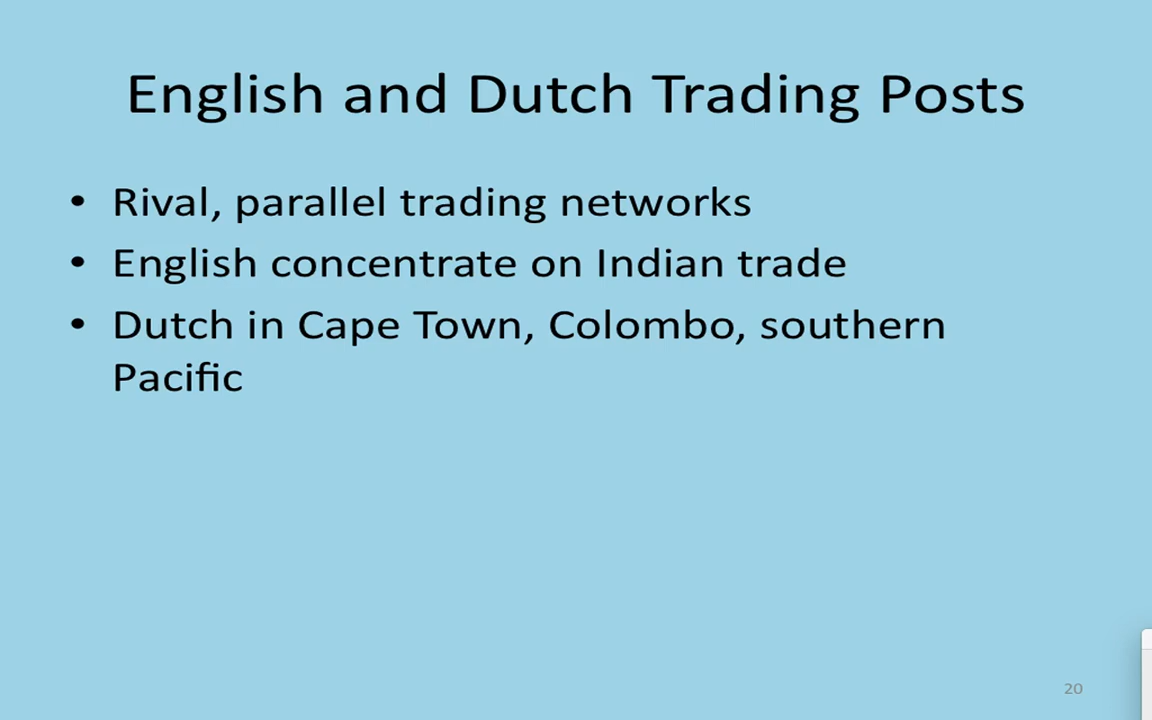 English and Dutch Trading Posts
• Rival, parallel trading networks
• English concentrate on Indian trade
• Dutch in Cape Town, Colombo, southern
Pacific
20